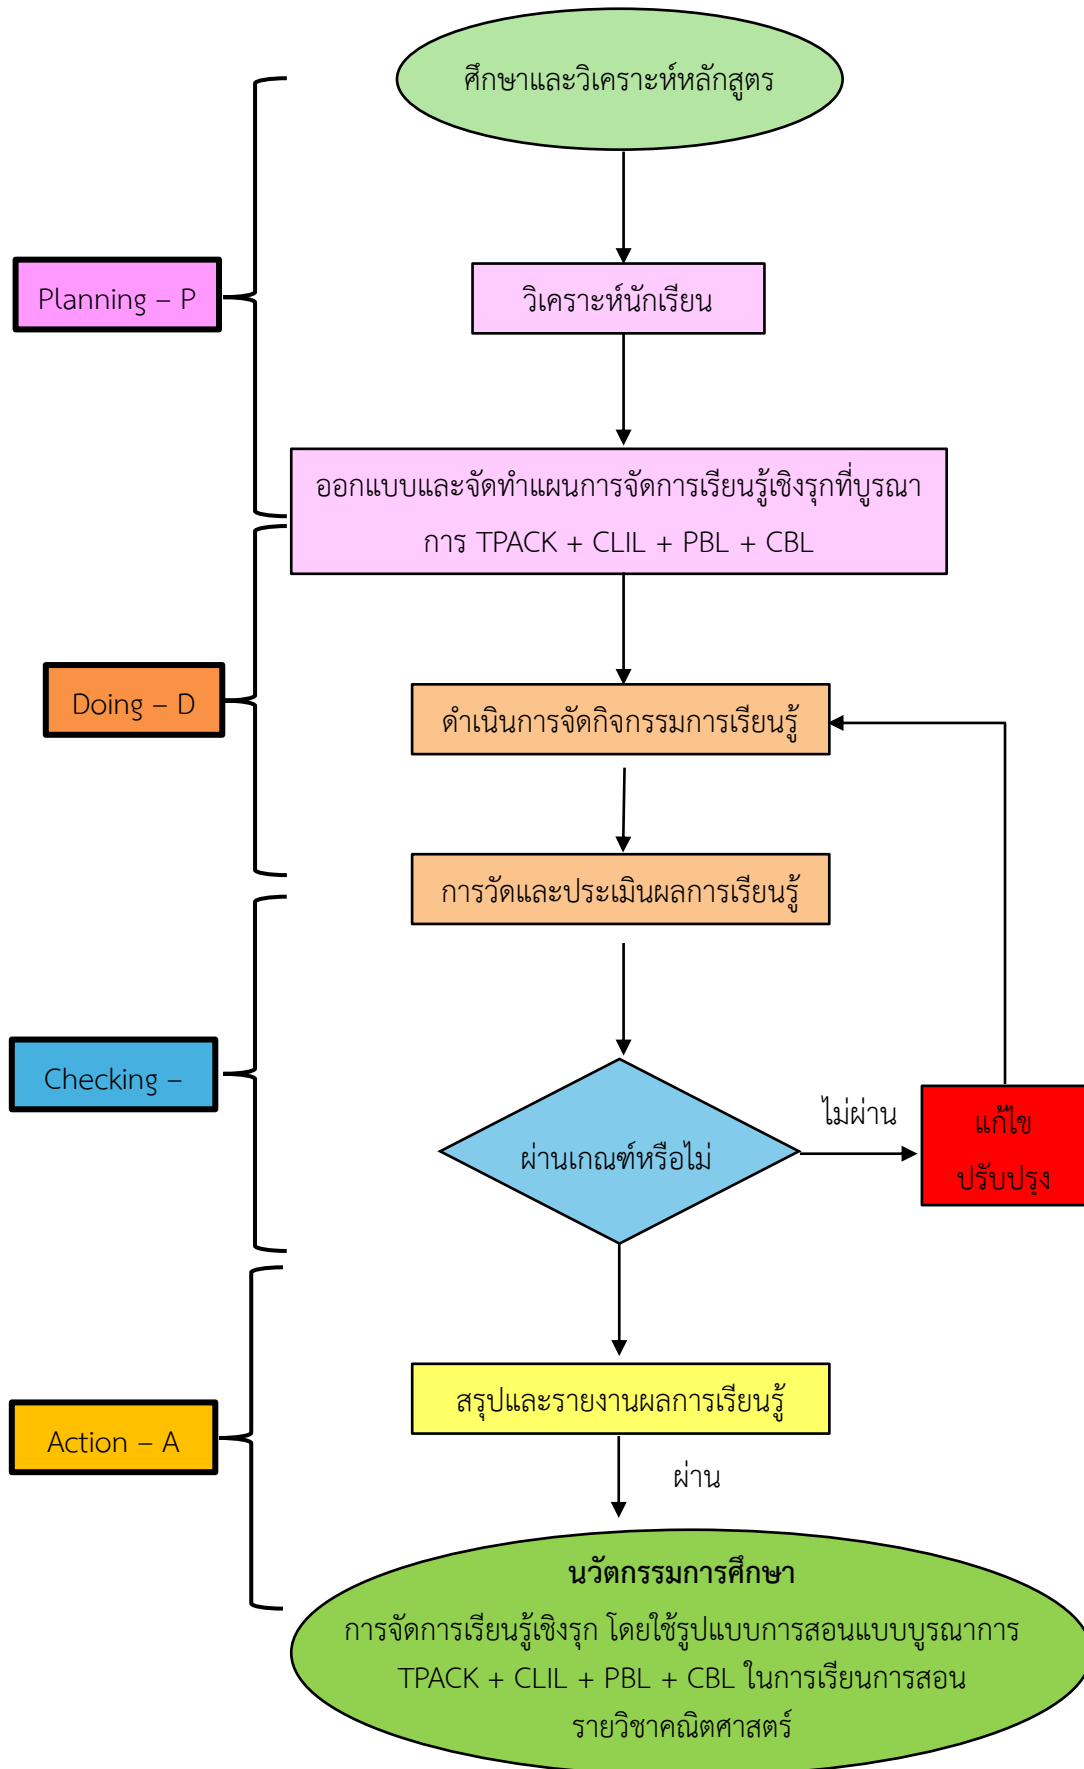 ศึกษาและวิเคราะห์หลักสูตร
Planning – P
วิเคราะห์นักเรียน
ออกแบบและจัดทำแผนการจัดการเรียนรู้เชิงรุกที่บูรณา
การ TPACK + CLIL + PBL + CBL
Doing – D
ดำเนินการจัดกิจกรรมการเรียนรู้
การวัดและประเมินผลการเรียนรู้
Checking –
ผ่านเกณฑ์หรือไม่
ไม่ผ่าน
แก้ไข
ปรับปรุง
สรุปและรายงานผลการเรียนรู้
Action – A
ผ่าน
นวัตกรรมการศึกษา
การจัดการเรียนรู้เชิงรุก โดยใช้รูปแบบการสอนแบบบูรณาการ
TPACK + CLIL + PBL + CBL ในการเรียนการสอน
รายวิชาคณิตศาสตร์